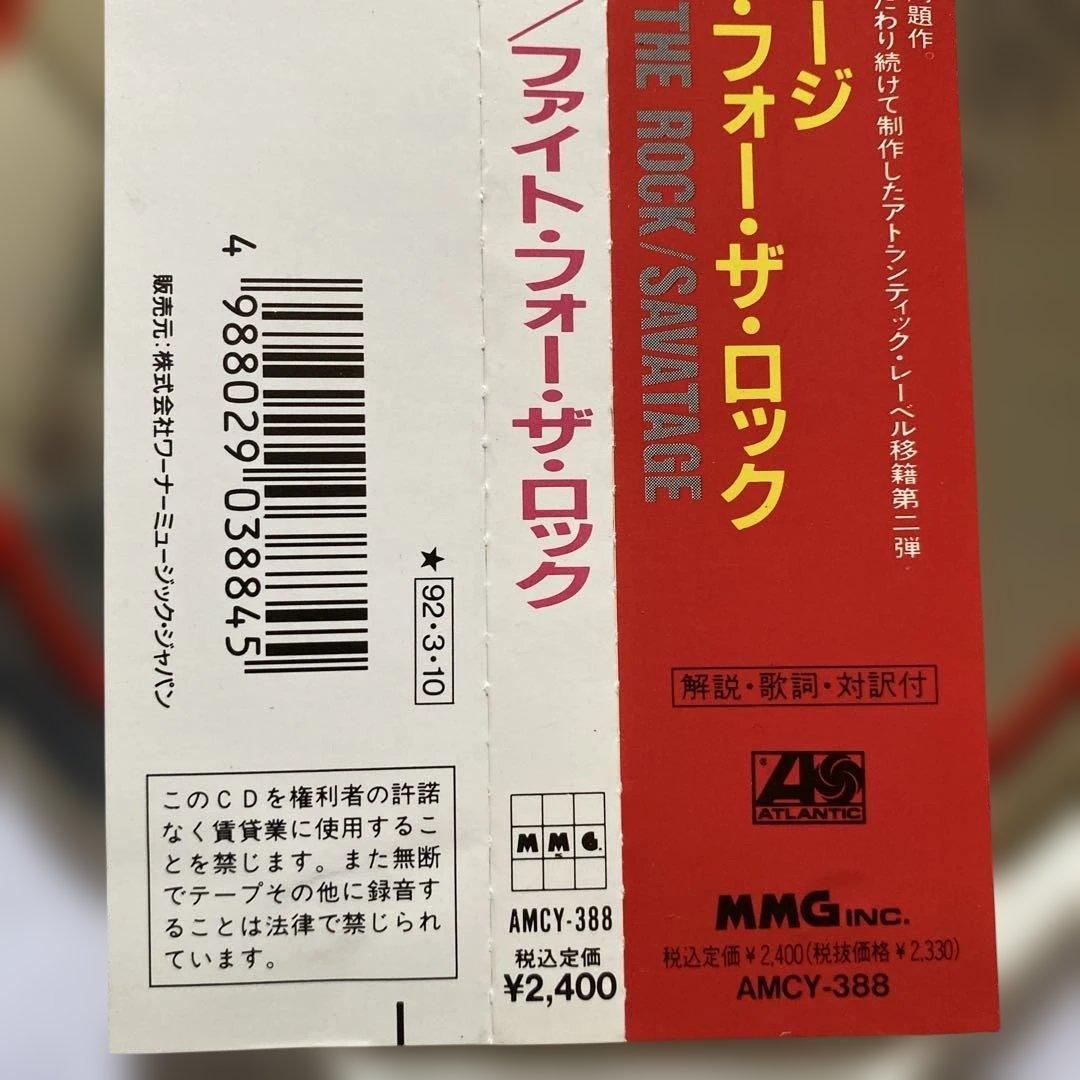 題作。
だわり続けて制作したアトランティック・レーベル移籍第二弾
ージ
・フォー・ザ・ロック
THE ROCK/SAVATAGE
解説・歌詞・対訳付
ATLANTIC
MMG INC.
税込定価¥2,400(税抜価格¥2,330)
AMCY-388
/ファイト・フォー・ザ・ロック
MMG.
AMCY-388
税込定価
¥2,400
★92・3・10
4 988029 038845
販売元:株式会社ワーナーミュージック・ジャパン
このCDを権利者の許諾
なく賃貸業に使用するこ
とを禁じます。また無断
でテープその他に録音す
ることは法律で禁じられ
ています。